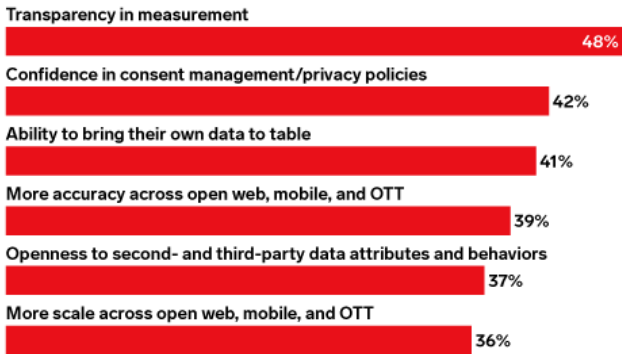 Transparency in measurement
48%
Confidence in consent management/privacy policies
42%
Ability to bring their own data to table
41%
More accuracy across open web, mobile, and OTT
39%
Openness to second- and third-party data attributes and behaviors
37%
More scale across open web, mobile, and OTT
36%